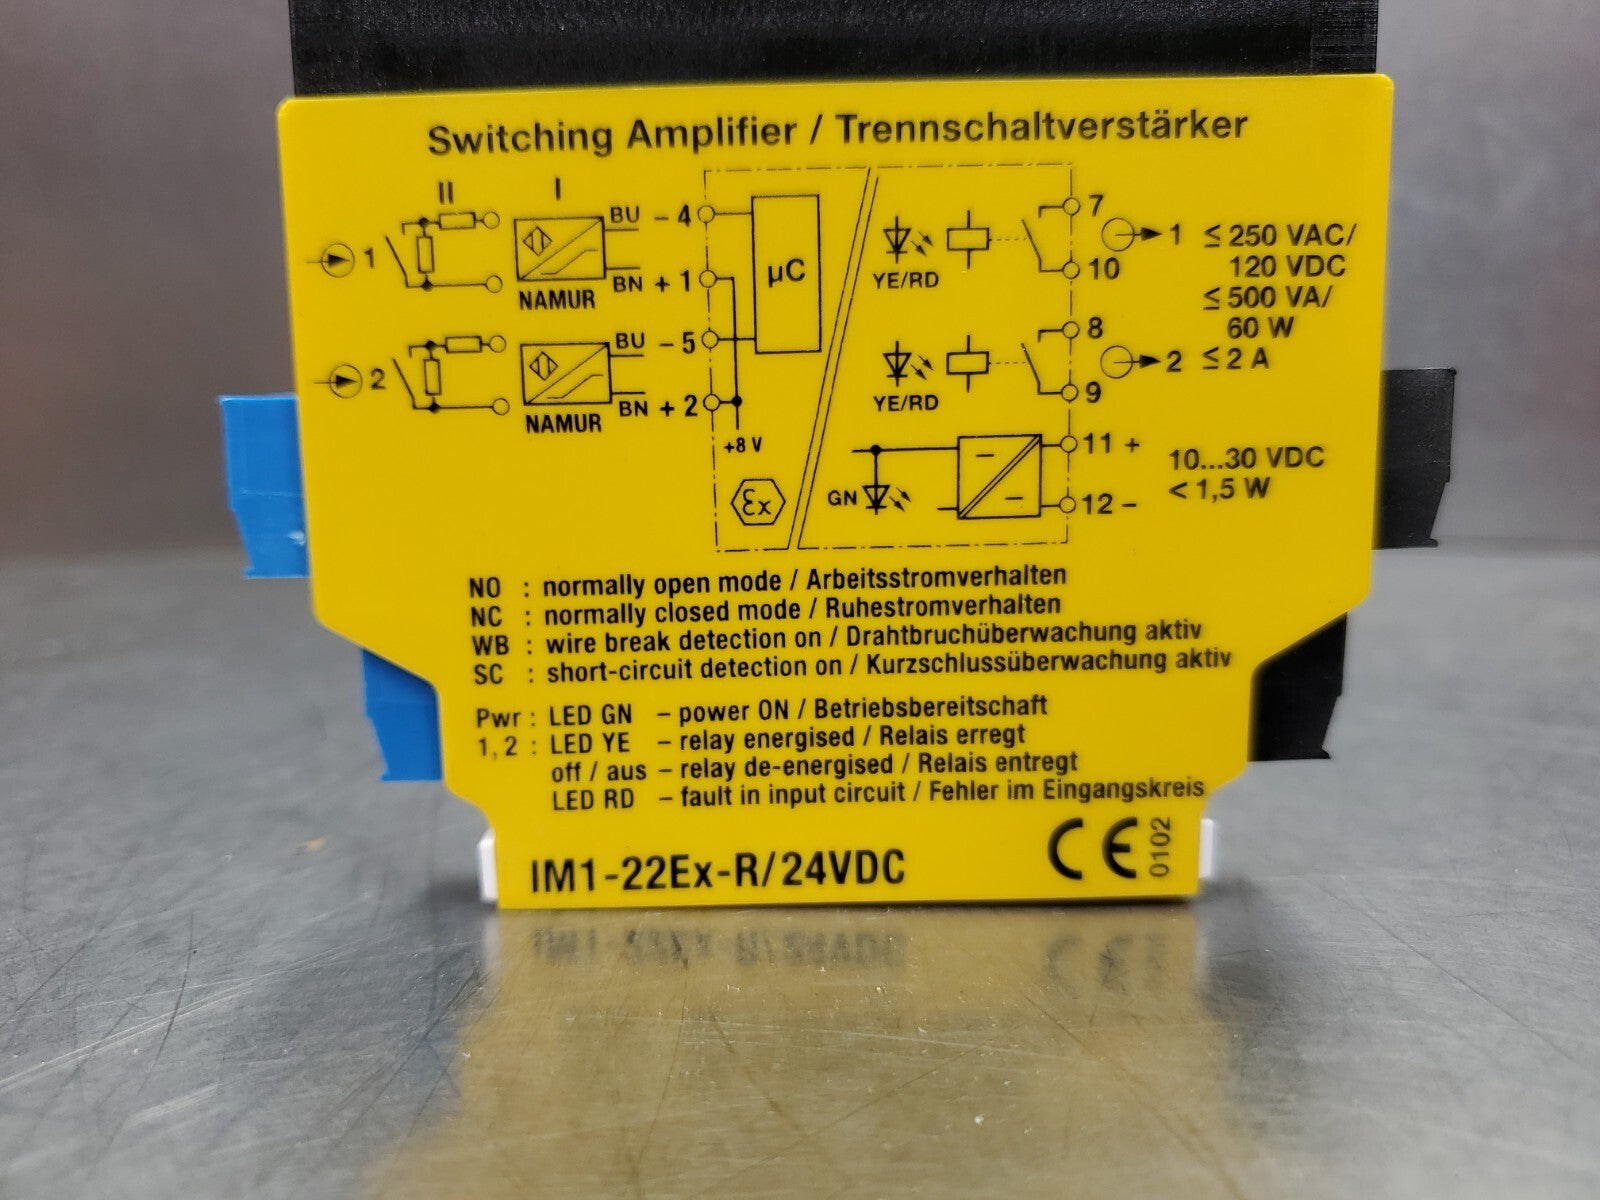 Switching Amplifier / Trennschaltverstärker
II I
1
BU - 4
BN + 1
NAMUR
2
BU - 5
BN + 2
NAMUR
µC
+8 V
Ex
YE/RD
7
10
1
YE/RD
8
9
2
≤ 250 VAC/
120 VDC
≤ 500 VA/
60 W
≤ 2 A
GN
11 +
12 -
10...30 VDC
< 1,5 W
NO : normally open mode / Arbeitsstromverhalten
NC : normally closed mode / Ruhestromverhalten
WB : wire break detection on / Drahtbruchüberwachung aktiv
SC : short-circuit detection on / Kurzschlussüberwachung aktiv
Pwr : LED GN – power ON / Betriebsbereitschaft
1, 2 : LED YE – relay energised / Relais erregt
off / aus – relay de-energised / Relais entregt
LED RD – fault in input circuit / Fehler im Eingangskreis
IM1-22Ex-R/24VDC
CE 0102